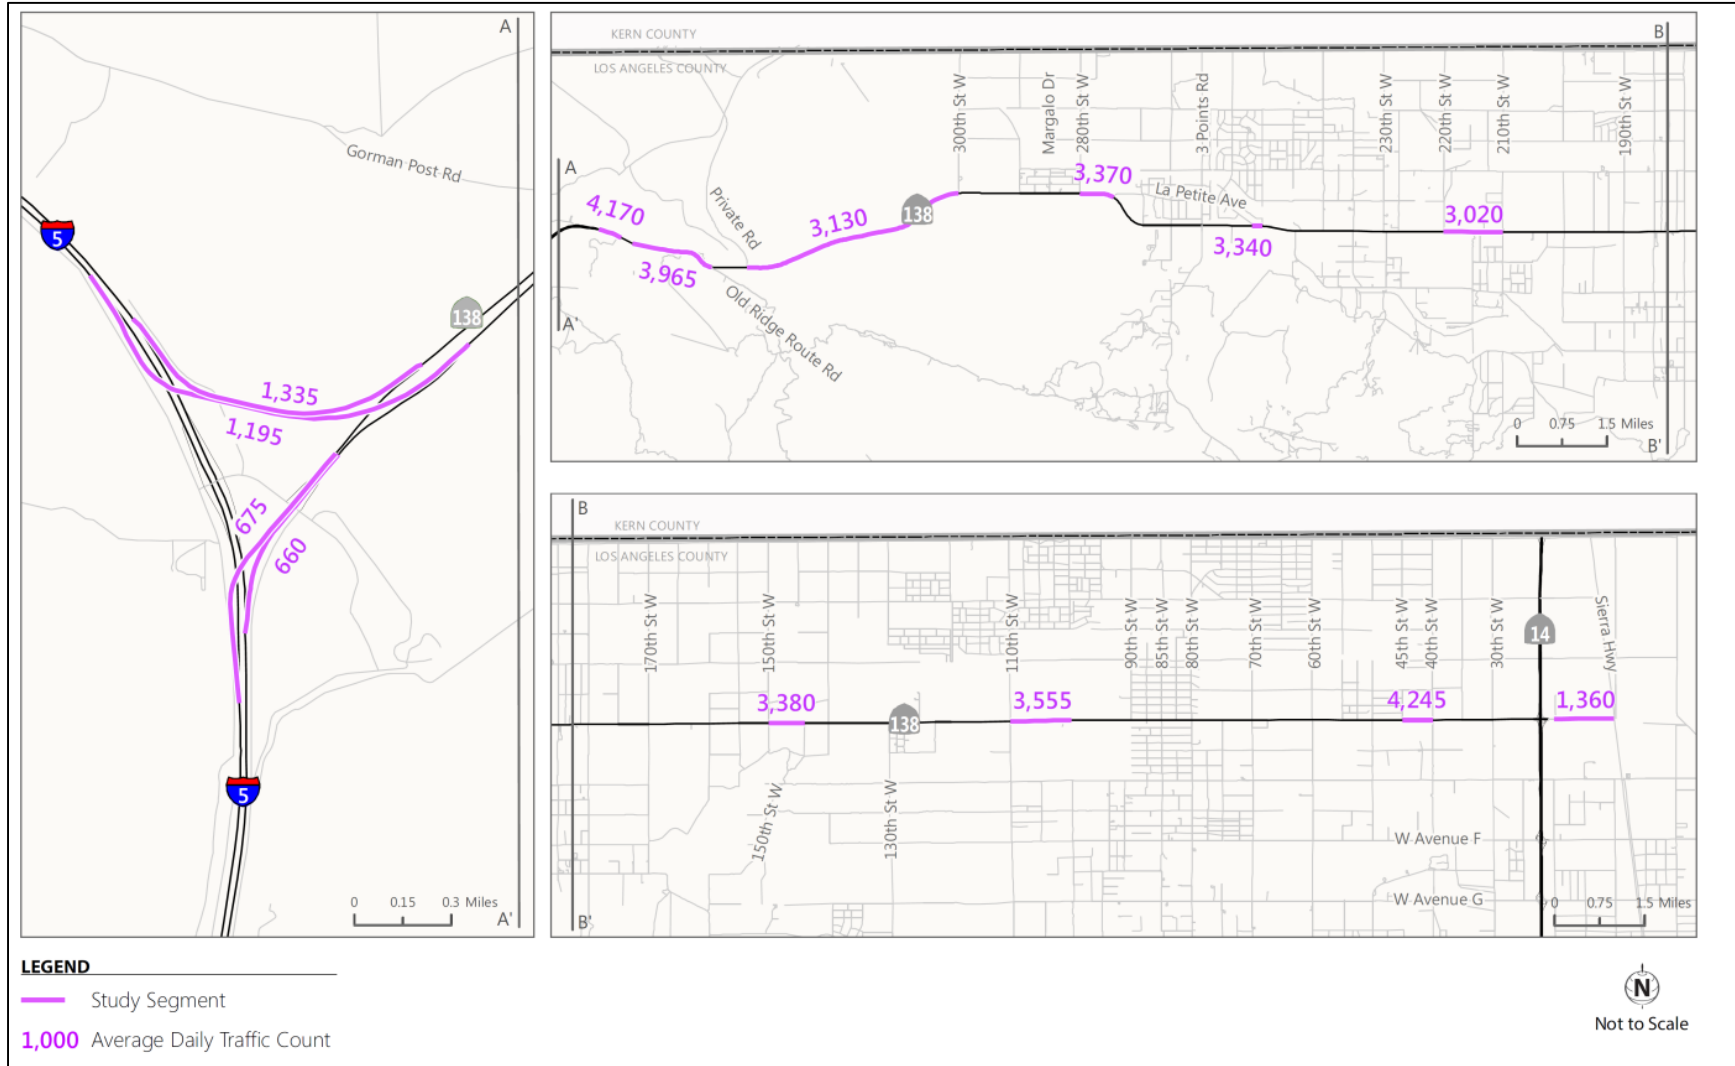 A
Gorman Post Rd
5
138
1,335
1,195
675
660
5
0 0.15 0.3 Miles
A'
KERN COUNTY
LOS ANGELES COUNTY
B
300th St W
Margalo Dr
280th St W
3 Points Rd
230th St W
220th St W
210th St W
190th St W
A
4,170
Private Rd
3,130
138
3,370
La Petite Ave
3,020
3,965
3,340
Old Ridge Route Rd
A'
0 0.75 1.5 Miles
B'
B
KERN COUNTY
LOS ANGELES COUNTY
170th St W
150th St W
110th St W
90th St W
85th St W
80th St W
70th St W
60th St W
45th St W
40th St W
30th St W
14
Sierra Hwy
3,380
138
3,555
4,245
1,360
150th St W
130th St W
W Avenue F
W Avenue G
0 0.75 1.5 Miles
B'
LEGEND
Study Segment
1,000 Average Daily Traffic Count
N
Not to Scale